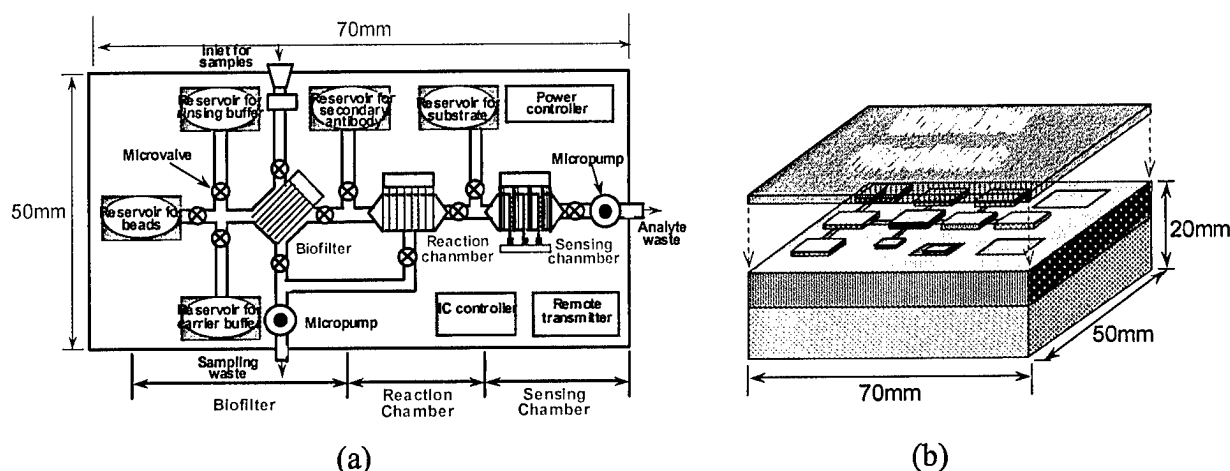 70mm
Inlet for
samples
50mm
Reservoir for
rinsing buffer
Reservoir for
secondary
antibody
Reservoir for
substrate
Power
controller
Microvalve
Micropump
Reservoir for
beads
Biofilter
Reaction
chanmber
Sensing
chanmber
Analyte
waste
Reservoir for
carrier buffer
Micropump
IC controller
Remote
transmitter
Sampling
waste
Biofilter
Reaction
Chamber
Sensing
Chamber
(a)
20mm
50mm
70mm
(b)